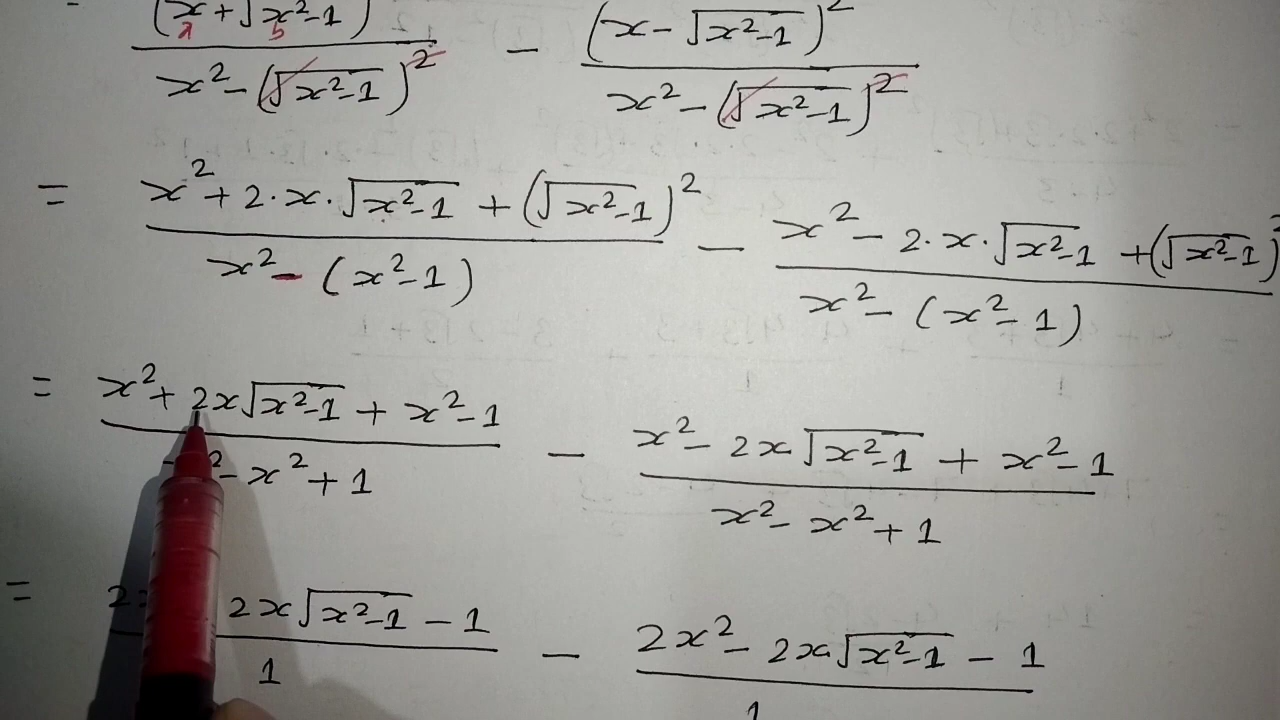 (x + √x²-1)
x² - (√x²-1)²
- (x - √x²-1)²
x² - (√x²-1)²
= x² + 2·x·√x²-1 + (√x²-1)²
x² - (x²-1)
- x² - 2·x·√x²-1 + (√x²-1)²
x² - (x²-1)
= x² + 2x√x²-1 + x²-1
- x² + 1
- x² - 2x√x²-1 + x²-1
x² - x² + 1
= 2x√x²-1 - 1
1
- 2x² - 2x√x²-1 - 1
1